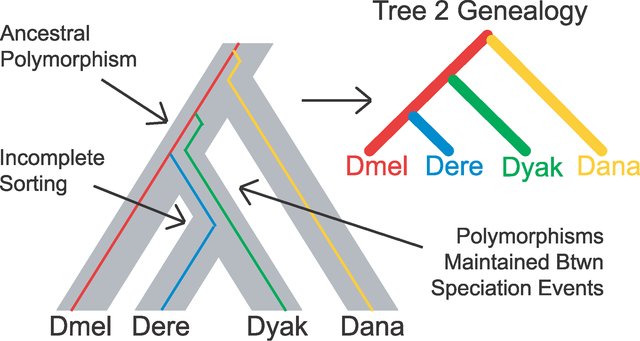 Tree 2 Genealogy
Ancestral
Polymorphism
Incomplete
Sorting
Dmel Dere Dyak Dana
Polymorphisms
Maintained Btwn
Speciation Events
Dmel Dere Dyak Dana